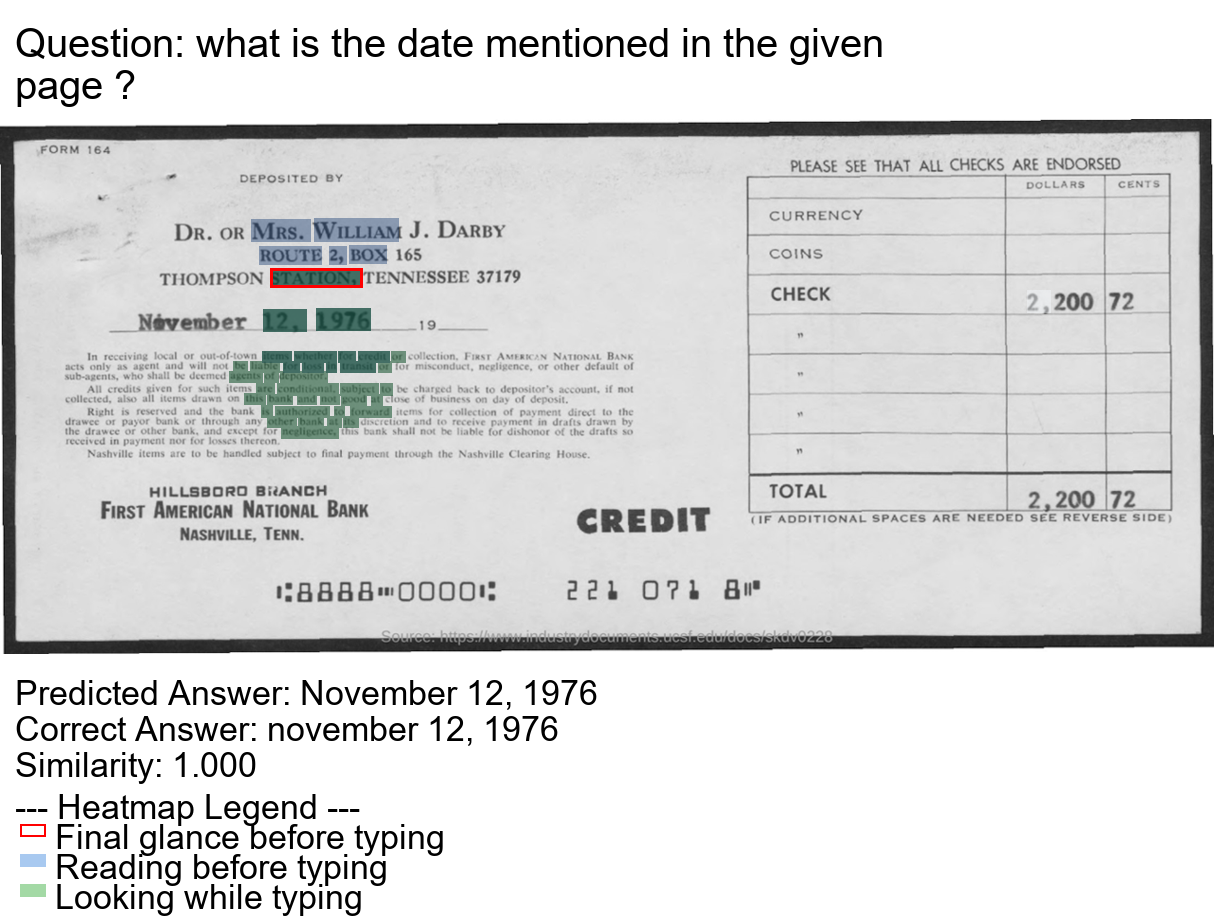 Question: what is the date mentioned in the given
page ?
FORM 164
DEPOSITED BY
DR. OR MRS. WILLIAM J. DARBY
ROUTE 2, BOX 165
THOMPSON STATION, TENNESSEE 37179
November 12, 1976 19
In receiving local or out-of-town items whether for credit or collection, FIRST AMERICAN NATIONAL BANK
acts only as agent and will not be liable for loss in transit or for misconduct, negligence, or other default of
sub-agents, who shall be deemed agents of depositor.
All credits given for such items are conditional, subject to be charged back to depositor's account, if not
collected, also all items drawn on this bank and not good at close of business on day of deposit.
Right is reserved and the bank is authorized to forward items for collection of payment direct to the
drawee or payor bank or through any other bank at its discretion and to receive payment in drafts drawn by
the drawee or other bank, and except for negligence, this bank shall not be liable for dishonor of the drafts so
received in payment nor for losses thereon.
Nashville items are to be handled subject to final payment through the Nashville Clearing House.
HILLSBORO BRANCH
FIRST AMERICAN NATIONAL BANK
NASHVILLE, TENN.
CREDIT
PLEASE SEE THAT ALL CHECKS ARE ENDORSED
DOLLARS CENTS
CURRENCY
COINS
CHECK 2,200 72
"
"
"
"
TOTAL 2,200 72
(IF ADDITIONAL SPACES ARE NEEDED SEE REVERSE SIDE)
⑆8888⑉0000⑆ 221 071 8⑈
Source: https://www.industrydocuments.ucsf.edu/docs/skdv0228
Predicted Answer: November 12, 1976
Correct Answer: november 12, 1976
Similarity: 1.000
--- Heatmap Legend ---
Final glance before typing
Reading before typing
Looking while typing